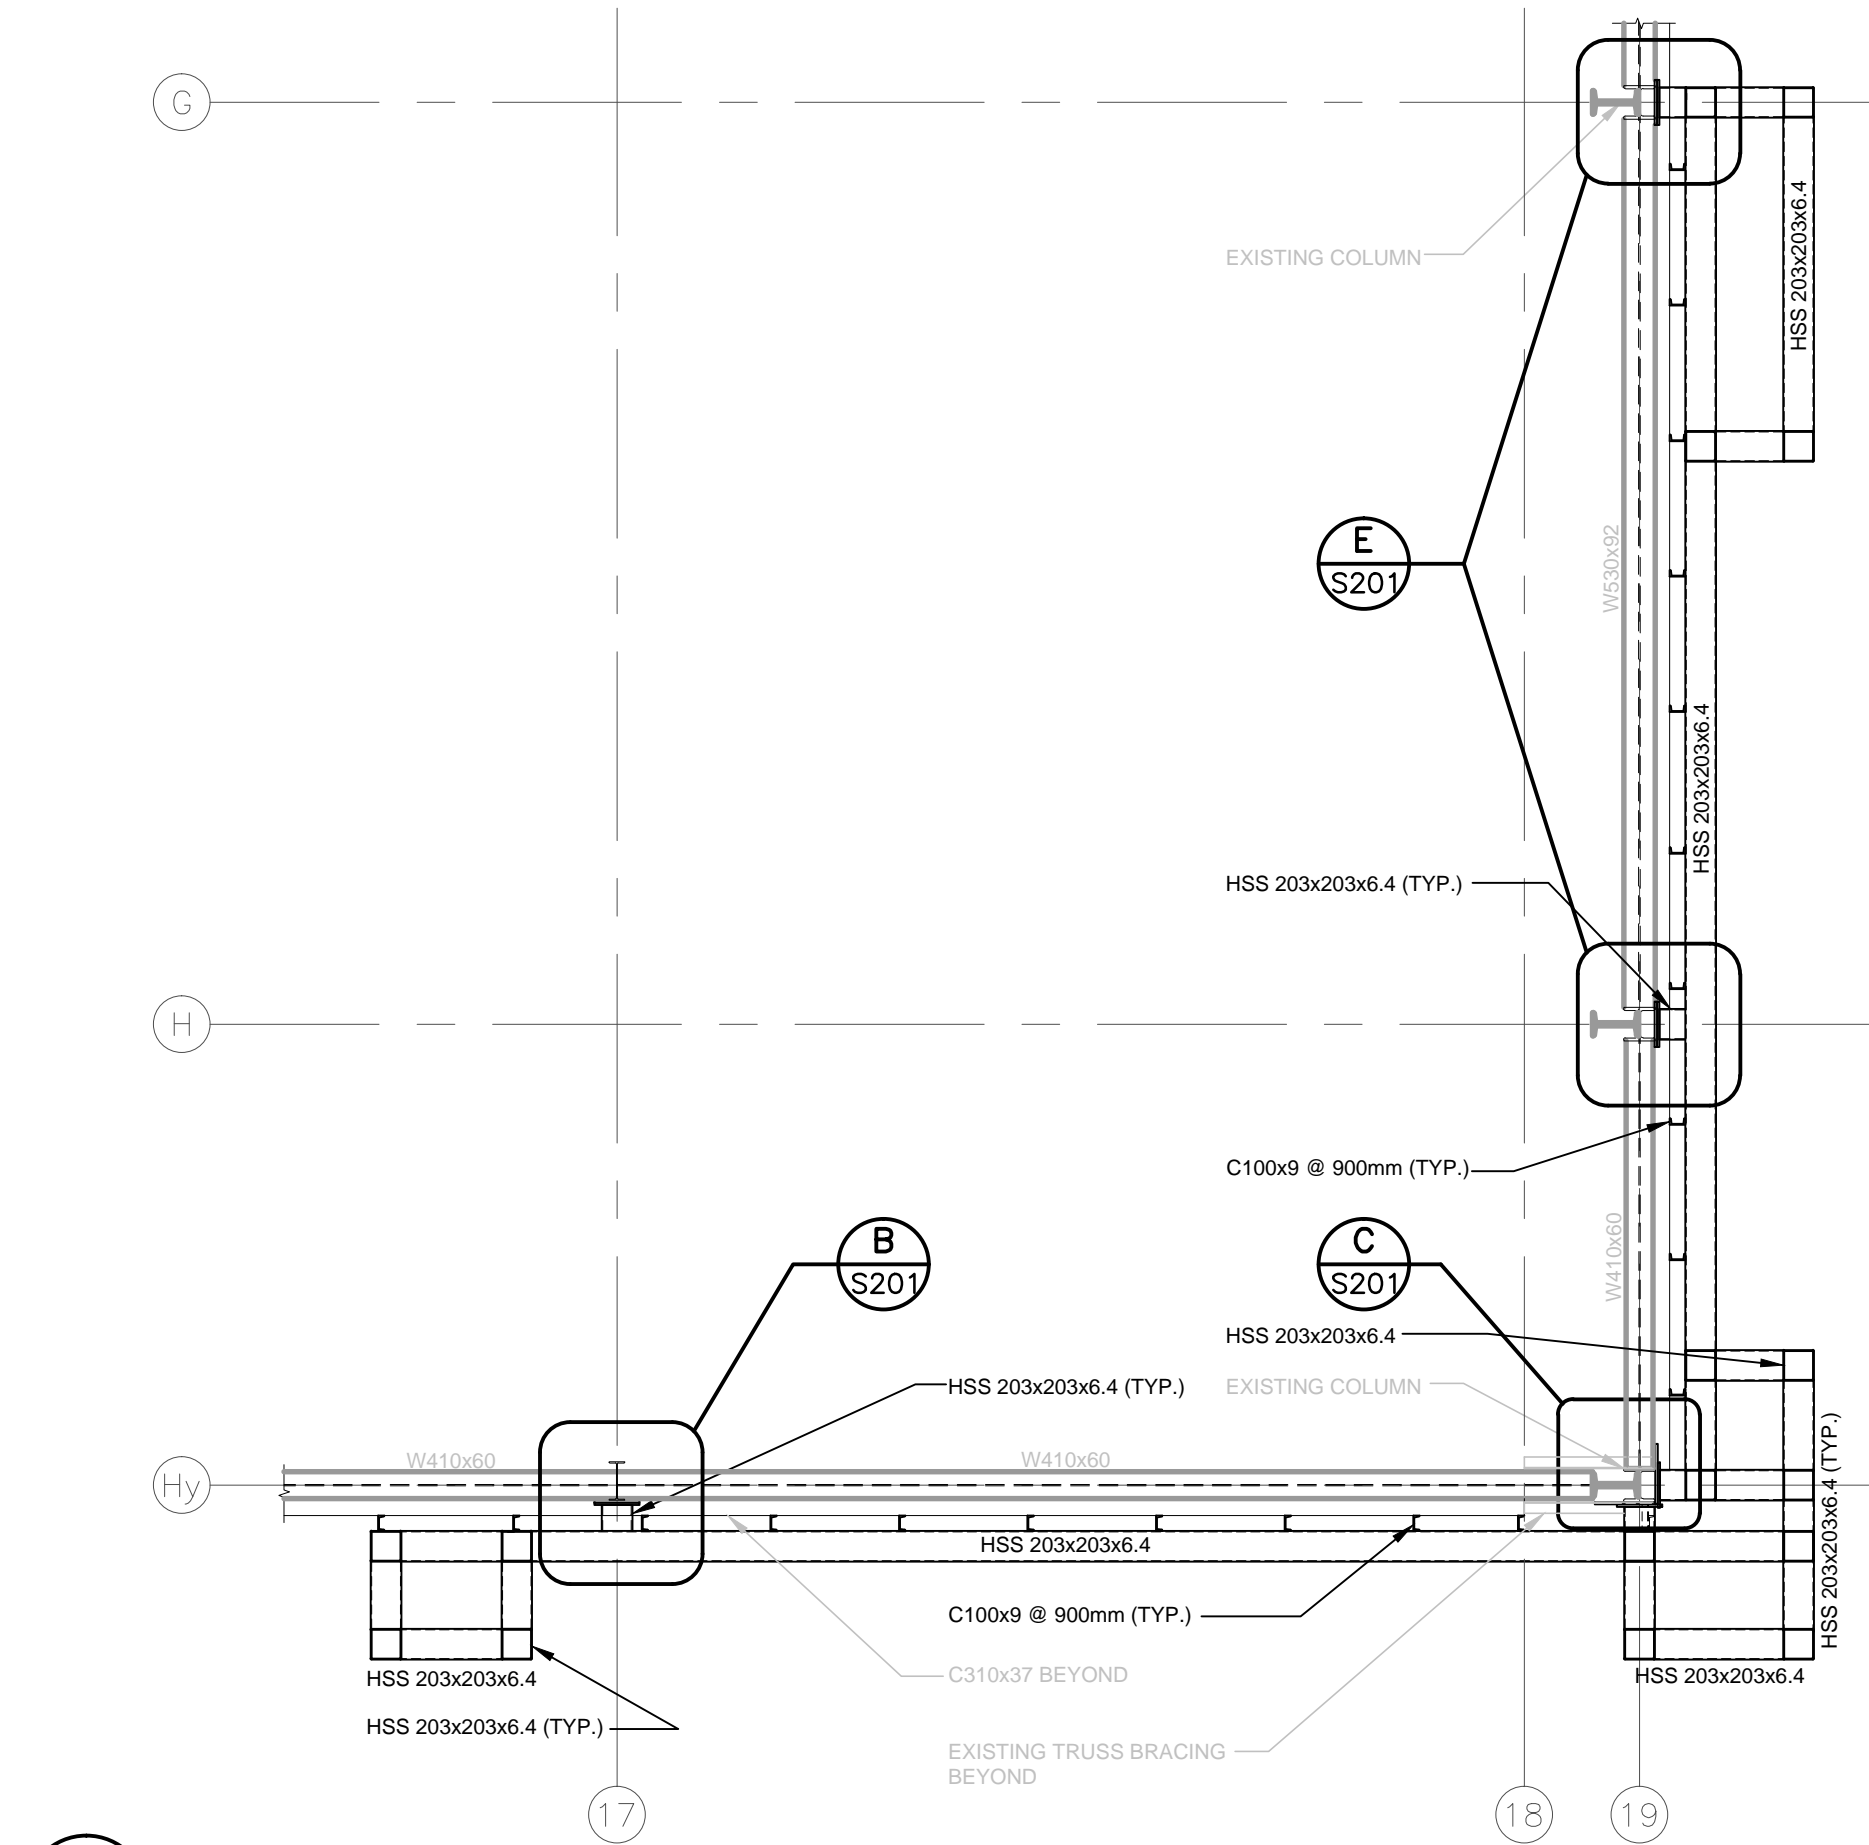 G
HSS 203x203x6.4
EXISTING COLUMN
E
S201
W530x92
HSS 203x203x6.4
HSS 203x203x6.4 (TYP.)
H
C100x9 @ 900mm (TYP.)
B
S201
C
S201
W410x60
HSS 203x203x6.4
HSS 203x203x6.4 (TYP.)
EXISTING COLUMN
W410x60
W410x60
Hy
HSS 203x203x6.4 (TYP.)
HSS 203x203x6.4
C100x9 @ 900mm (TYP.)
HSS 203x203x6.4
C310x37 BEYOND
HSS 203x203x6.4
HSS 203x203x6.4 (TYP.)
EXISTING TRUSS BRACING
BEYOND
17
18
19